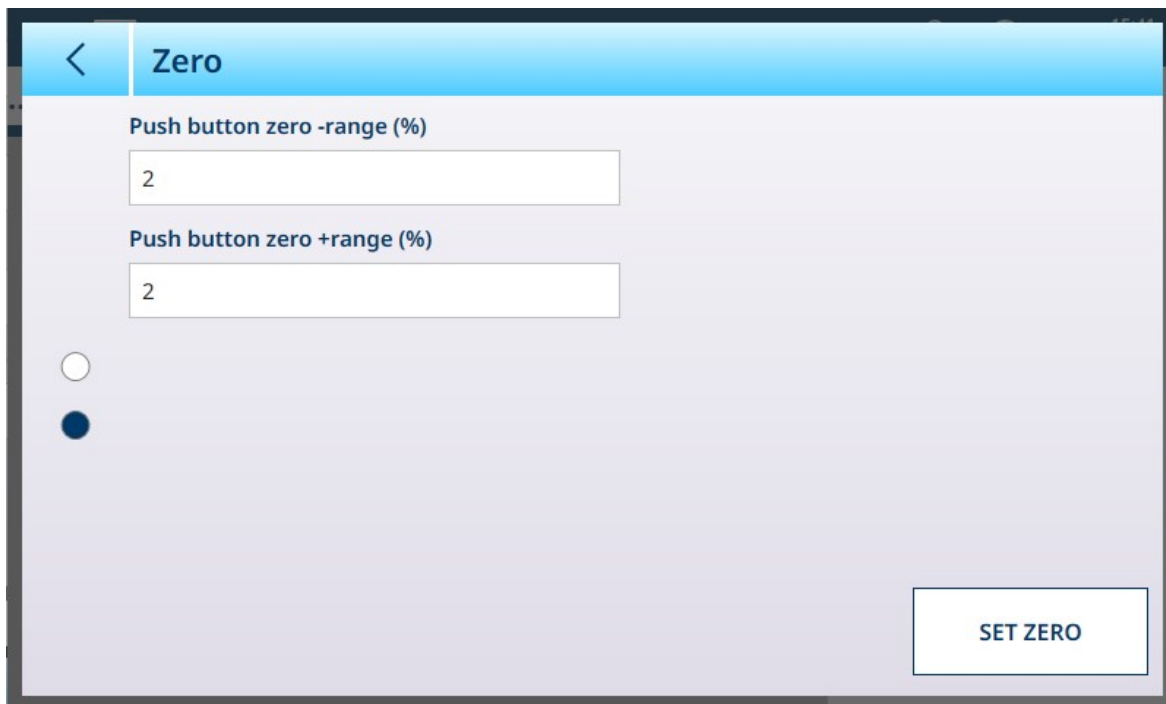 Zero
Push button zero -range (%)
2
Push button zero +range (%)
2
SET ZERO